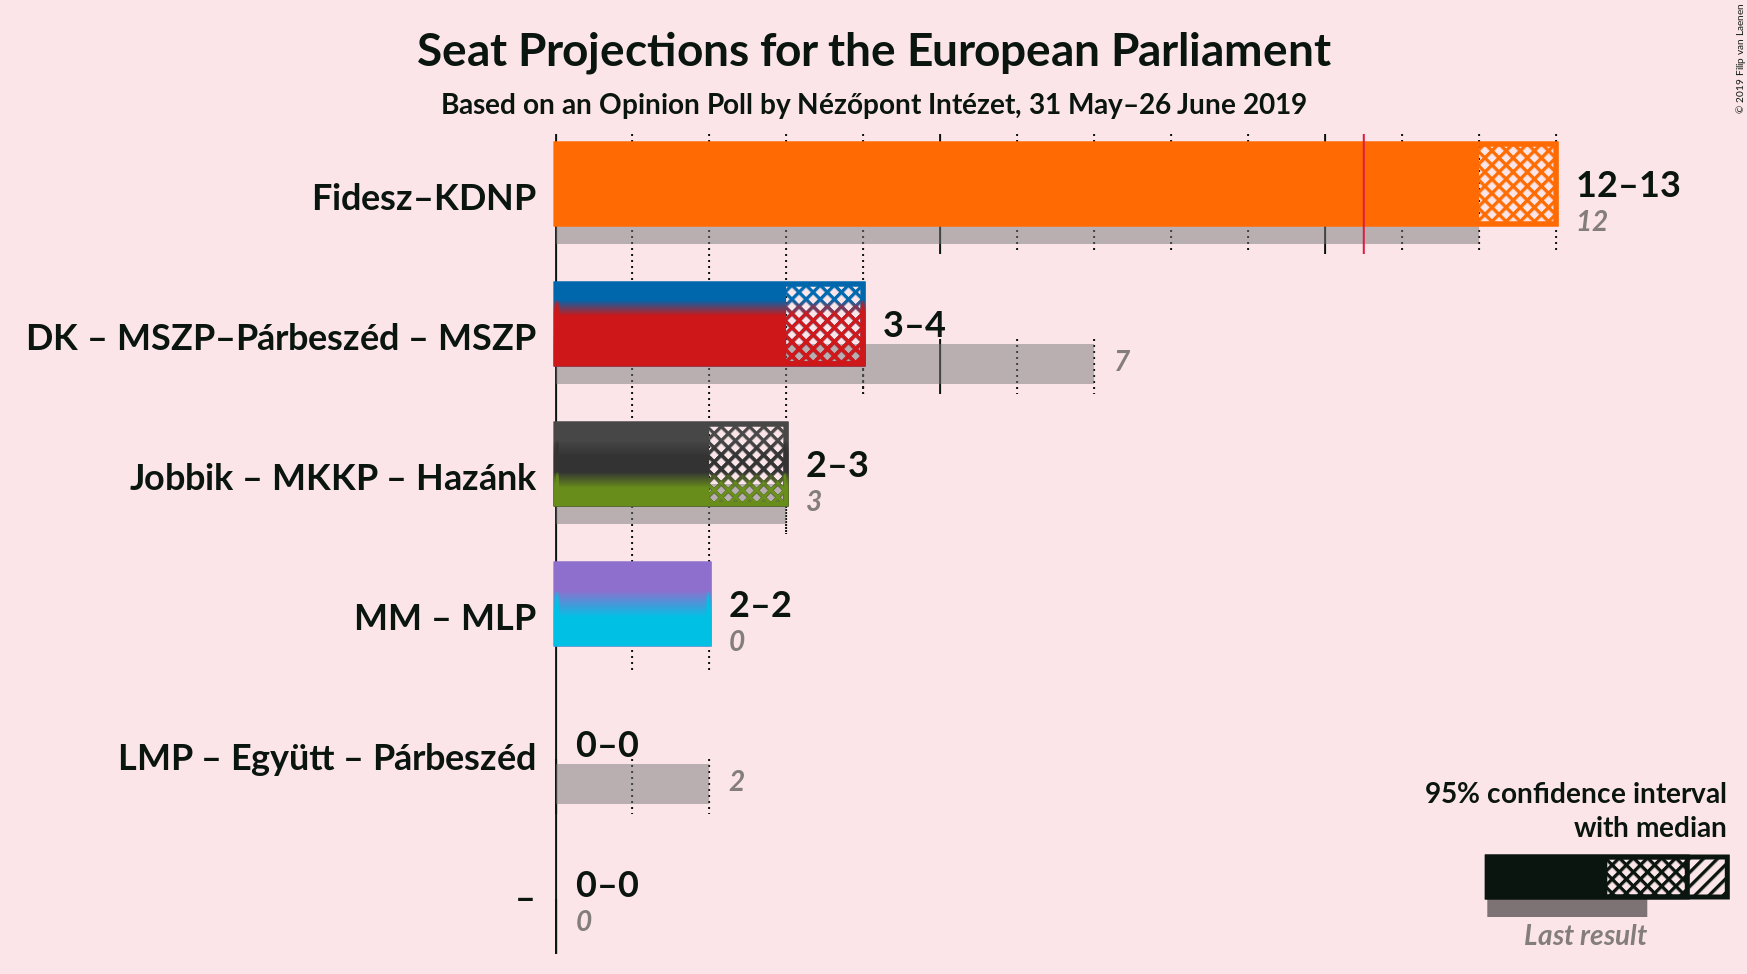 Seat Projections for the European Parliament
Based on an Opinion Poll by Nézőpont Intézet, 31 May–26 June 2019
© 2019 Filip van Laenen
Fidesz–KDNP
12–13
12
DK – MSZP–Párbeszéd – MSZP
3–4
7
Jobbik – MKKP – Hazánk
2–3
3
MM – MLP
2–2
0
LMP – Együtt – Párbeszéd
0–0
2
–
0–0
0
95% confidence interval
with median
Last result